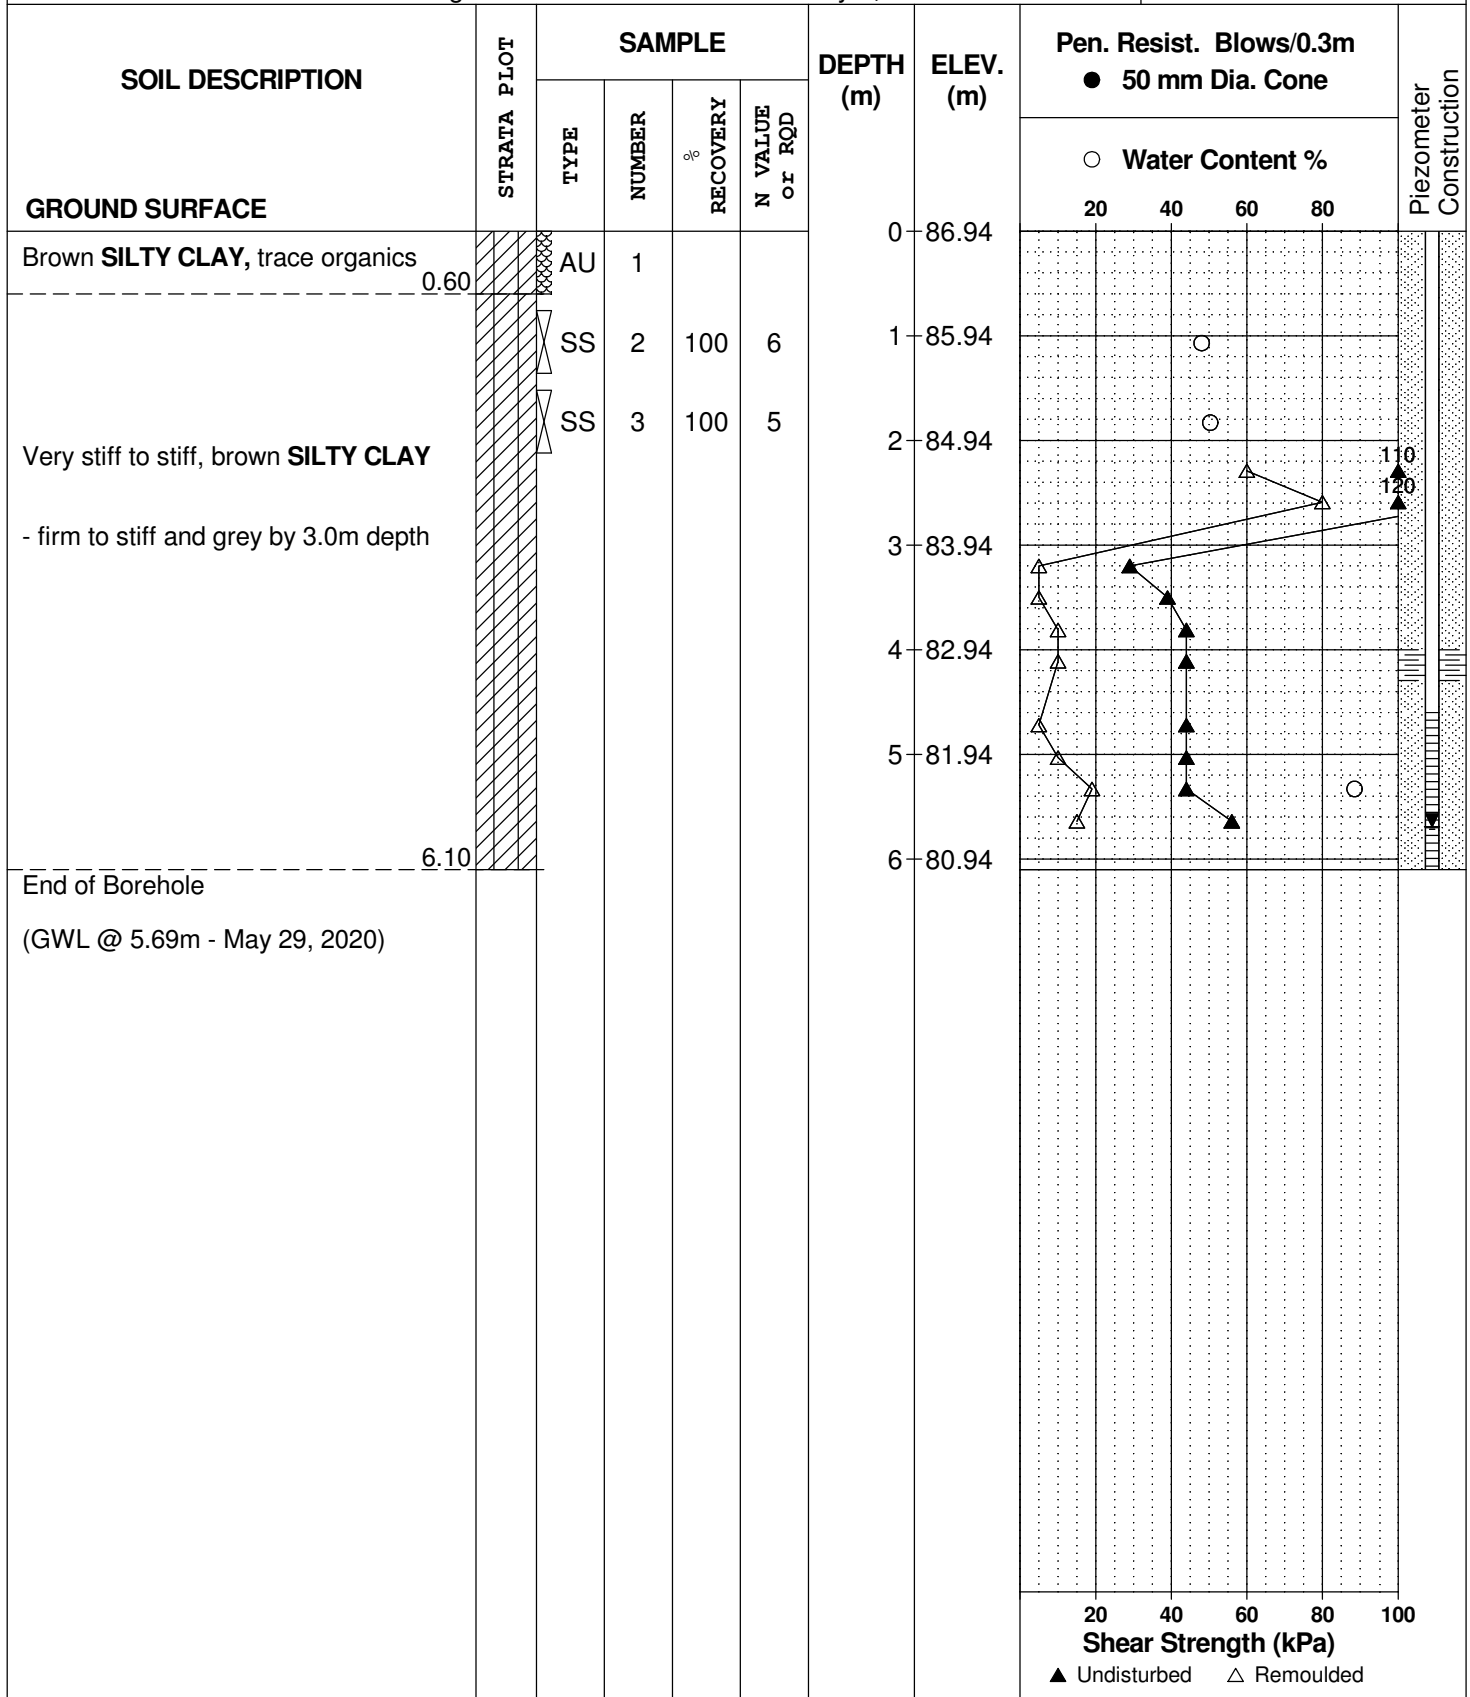 SOIL DESCRIPTION
GROUND SURFACE
STRATA PLOT
SAMPLE
TYPE
NUMBER
%
RECOVERY
N VALUE
or RQD
DEPTH
(m)
ELEV.
(m)
Pen. Resist. Blows/0.3m
● 50 mm Dia. Cone
○ Water Content %
20 40 60 80
Piezometer
Construction
0 86.94
Brown SILTY CLAY, trace organics
0.60
AU 1
SS 2 100 6
1 85.94
SS 3 100 5
2 84.94
Very stiff to stiff, brown SILTY CLAY
110
120
- firm to stiff and grey by 3.0m depth
3 83.94
4 82.94
5 81.94
6.10
6 80.94
End of Borehole
(GWL @ 5.69m - May 29, 2020)
20 40 60 80 100
Shear Strength (kPa)
▲ Undisturbed △ Remoulded